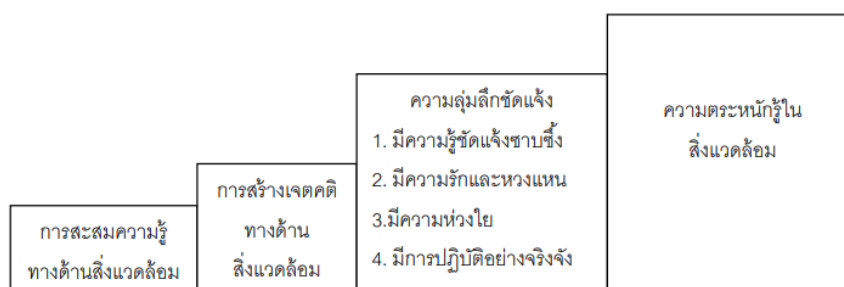 การสะสมความรู้
ทางด้านสิ่งแวดล้อม
การสร้างเจตคติ
ทางด้าน
สิ่งแวดล้อม
ความลุ่มลึกชัดแจ้ง
1. มีความรู้ชัดแจ้งซาบซึ้ง
2. มีความรักและหวงแหน
3.มีความห่วงใย
4. มีการปฏิบัติอย่างจริงจัง
ความตระหนักรู้ใน
สิ่งแวดล้อม